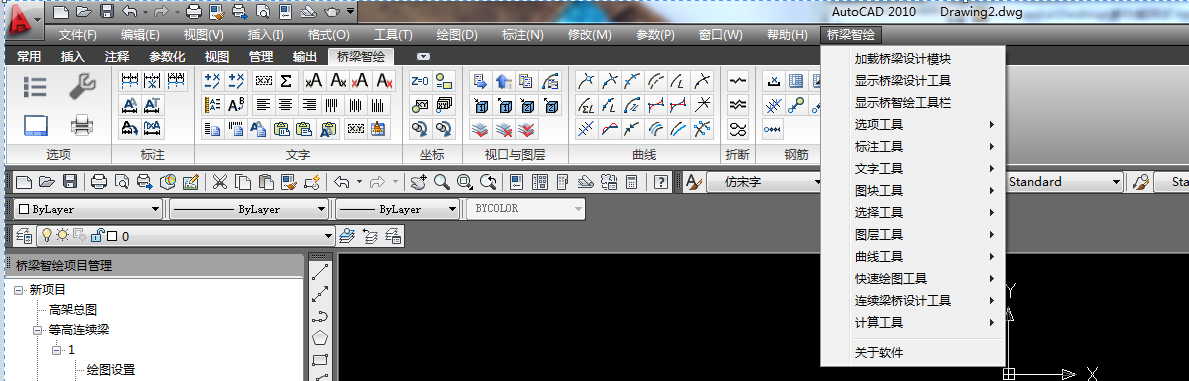 AutoCAD 2010 Drawing2.dwg
文件(F) 编辑(E) 视图(V) 插入(I) 格式(O) 工具(T) 绘图(D) 标注(N) 修改(M) 参数(P) 窗口(W) 帮助(H) 桥梁智绘
常用 插入 注释 参数化 视图 管理 输出 桥梁智绘
选项 标注 文字 坐标 视口与图层 曲线 折断 钢筋
加载桥梁设计模块
显示桥梁设计工具
显示桥智绘工具栏
选项工具
标注工具
文字工具
图块工具
选择工具
图层工具
曲线工具
快速绘图工具
连续梁桥设计工具
计算工具
关于软件
仿宋字 Standard Sta
ByLayer ByLayer ByLayer BYCOLOR
0
桥梁智绘项目管理
新项目
高架总图
等高连续梁
1
绘图设置
Y
X